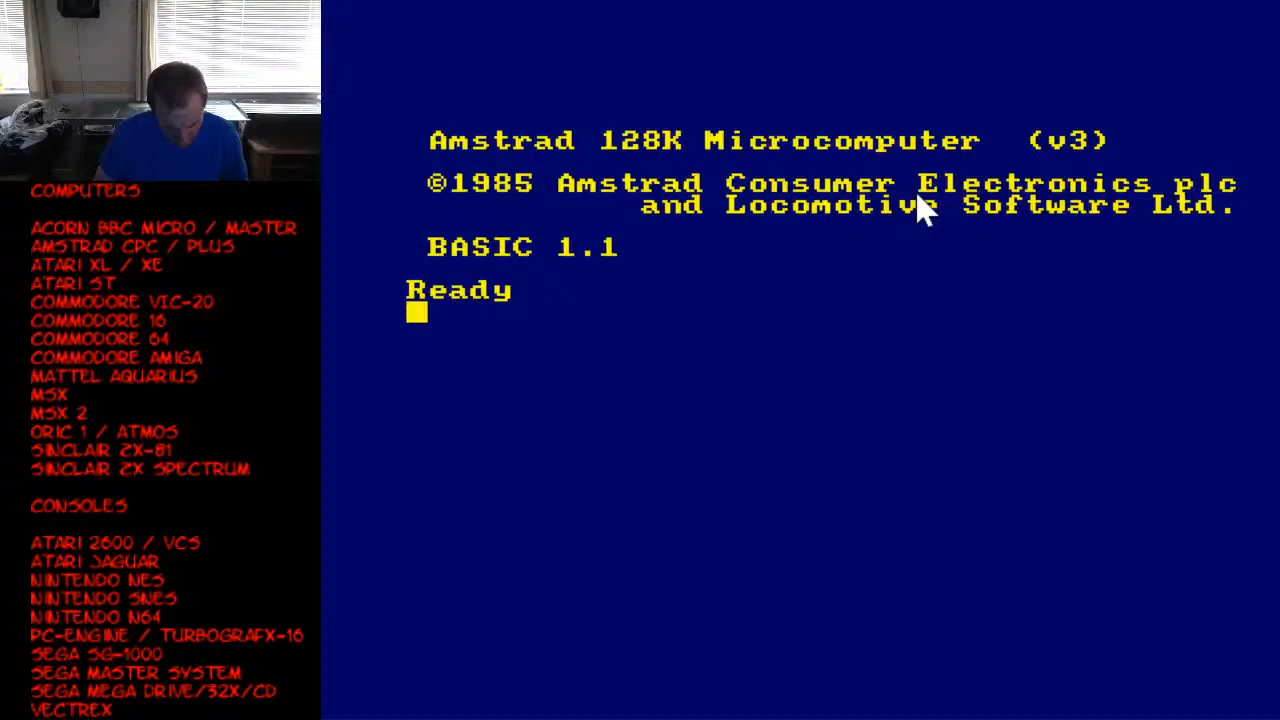 COMPUTERS
ACORN BBC MICRO / MASTER
AMSTRAD CPC / PLUS
ATARI XL / XE
ATARI ST
COMMODORE VIC-20
COMMODORE 16
COMMODORE 64
COMMODORE AMIGA
MATTEL AQUARIUS
MSX
MSX 2
ORIC 1 / ATMOS
SINCLAIR ZX-81
SINCLAIR ZX SPECTRUM
CONSOLES
ATARI 2600 / VCS
ATARI JAGUAR
NINTENDO NES
NINTENDO SNES
NINTENDO N64
PC-ENGINE / TURBOGRAFX-16
SEGA SG-1000
SEGA MASTER SYSTEM
SEGA MEGA DRIVE/32X/CD
VECTREX
Amstrad 128K Microcomputer (v3)
©1985 Amstrad Consumer Electronics plc
and Locomotive Software Ltd.
BASIC 1.1
Ready